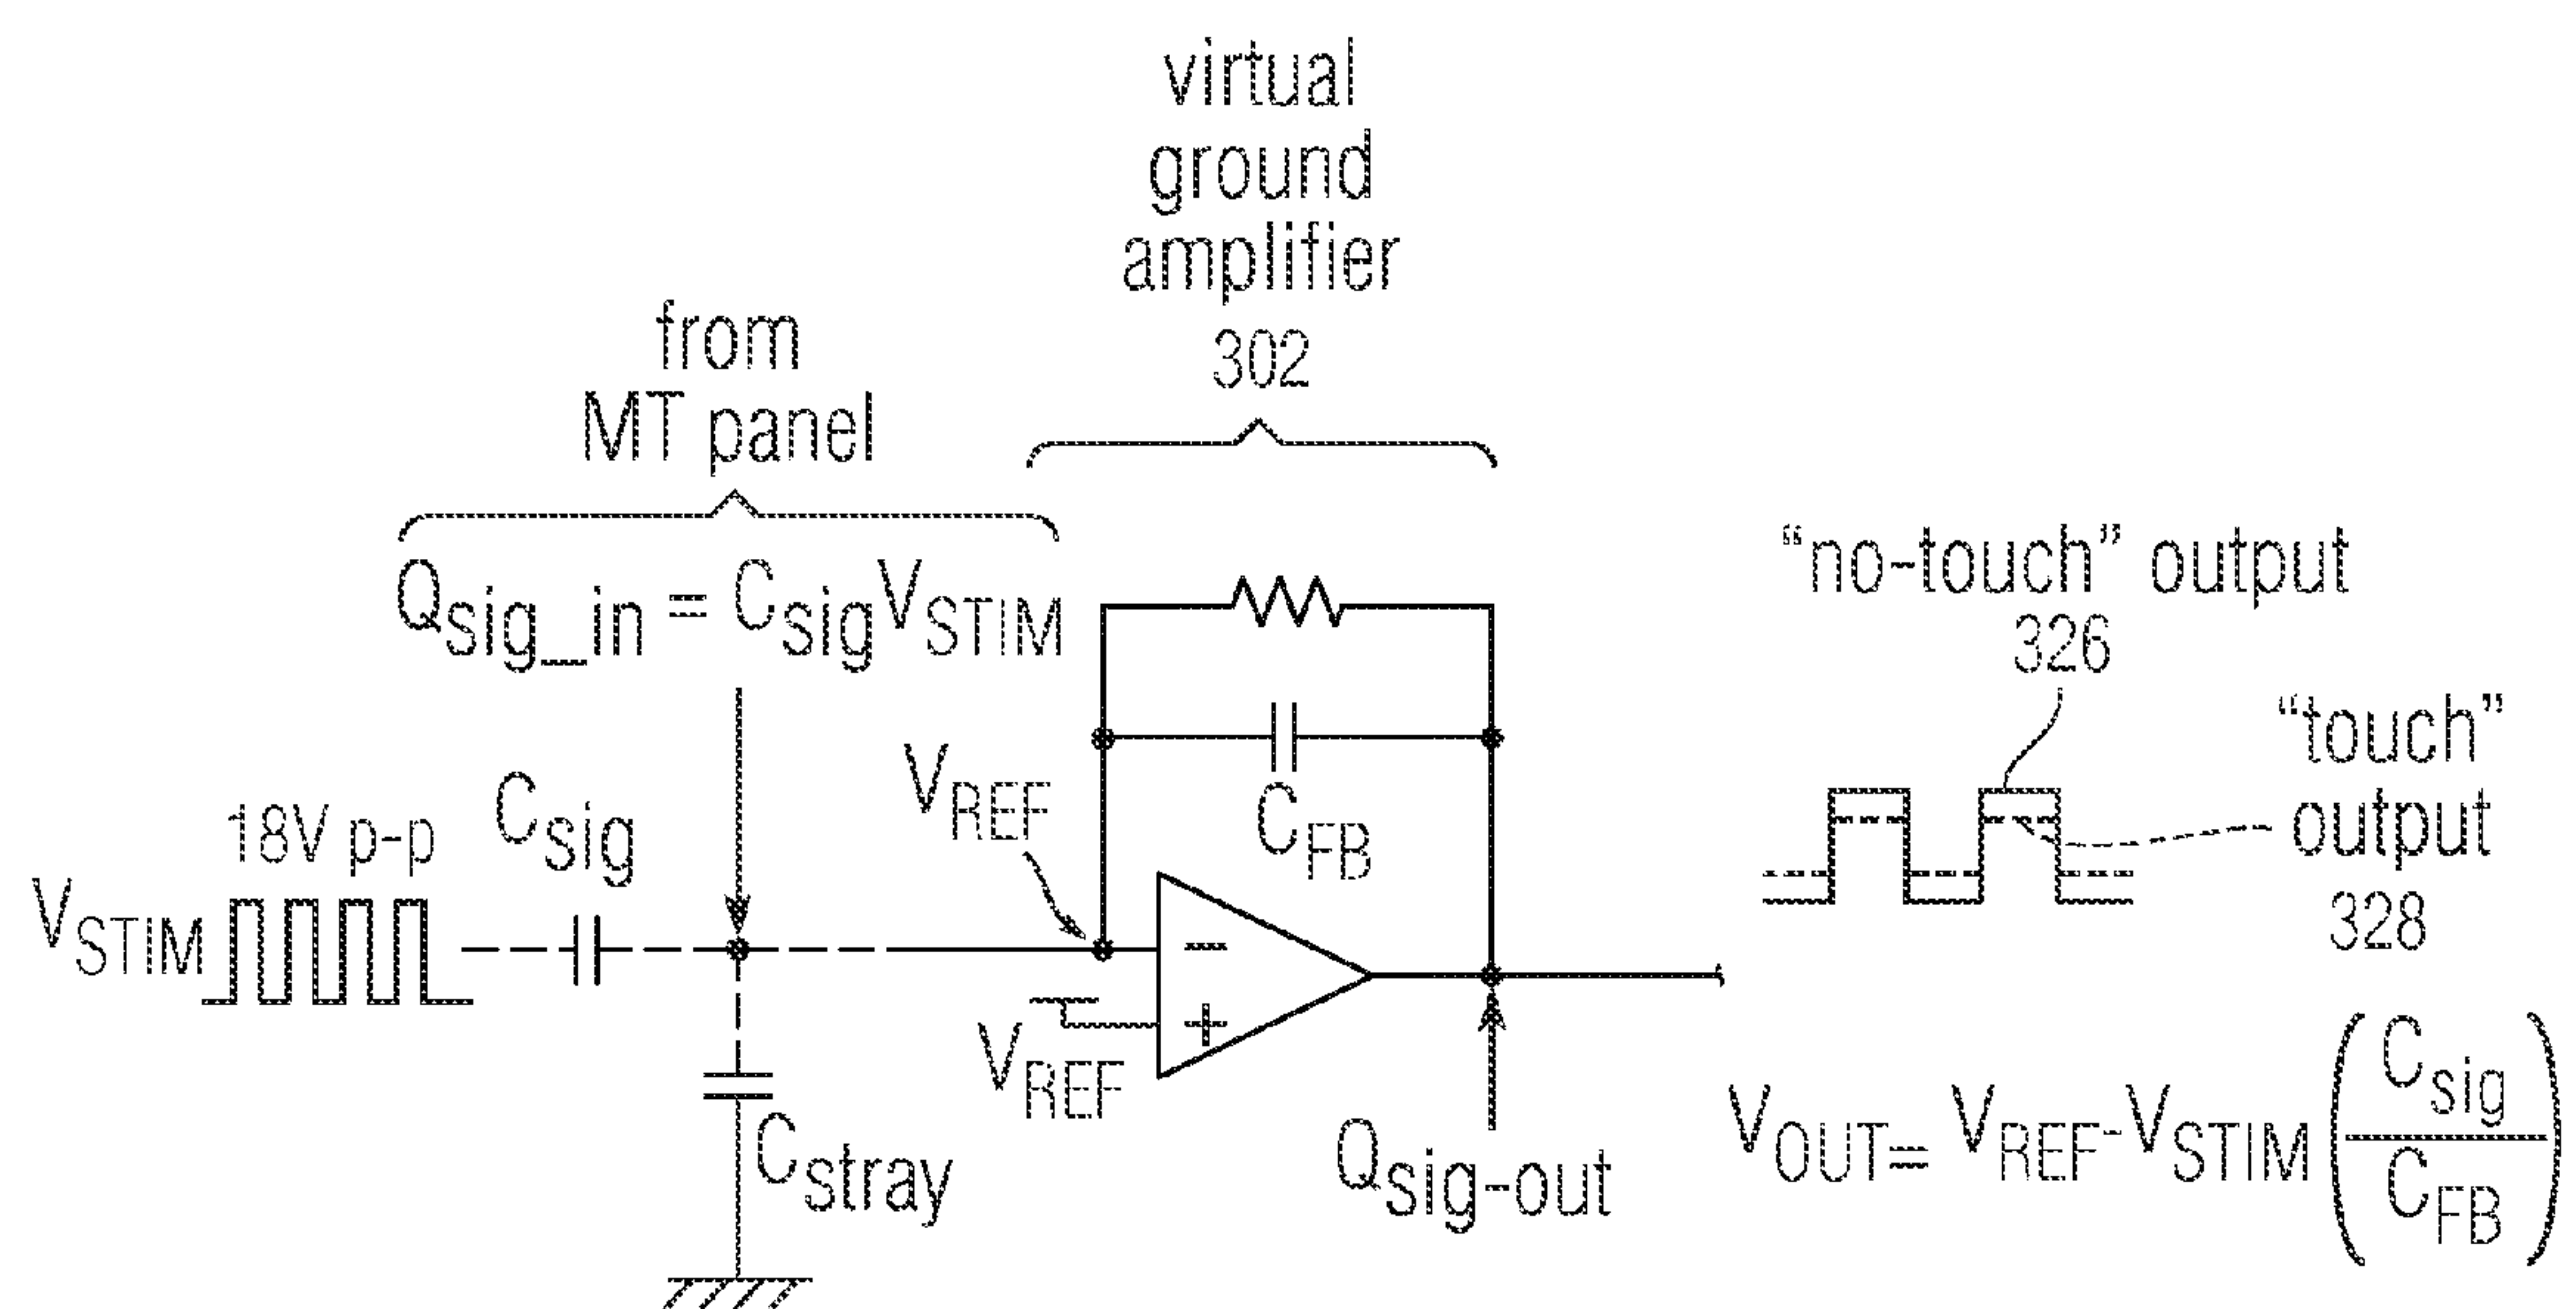 virtual
ground
amplifier
302
from
MT panel
Qsig_in = CsigVSTIM
"no-touch" output
326
"touch"
output
328
VREF
CFB
18V p-p
Csig
VSTIM
−
+
VREF
Cstray
Qsig-out
VOUT= VREF-VSTIM(Csig/CFB)